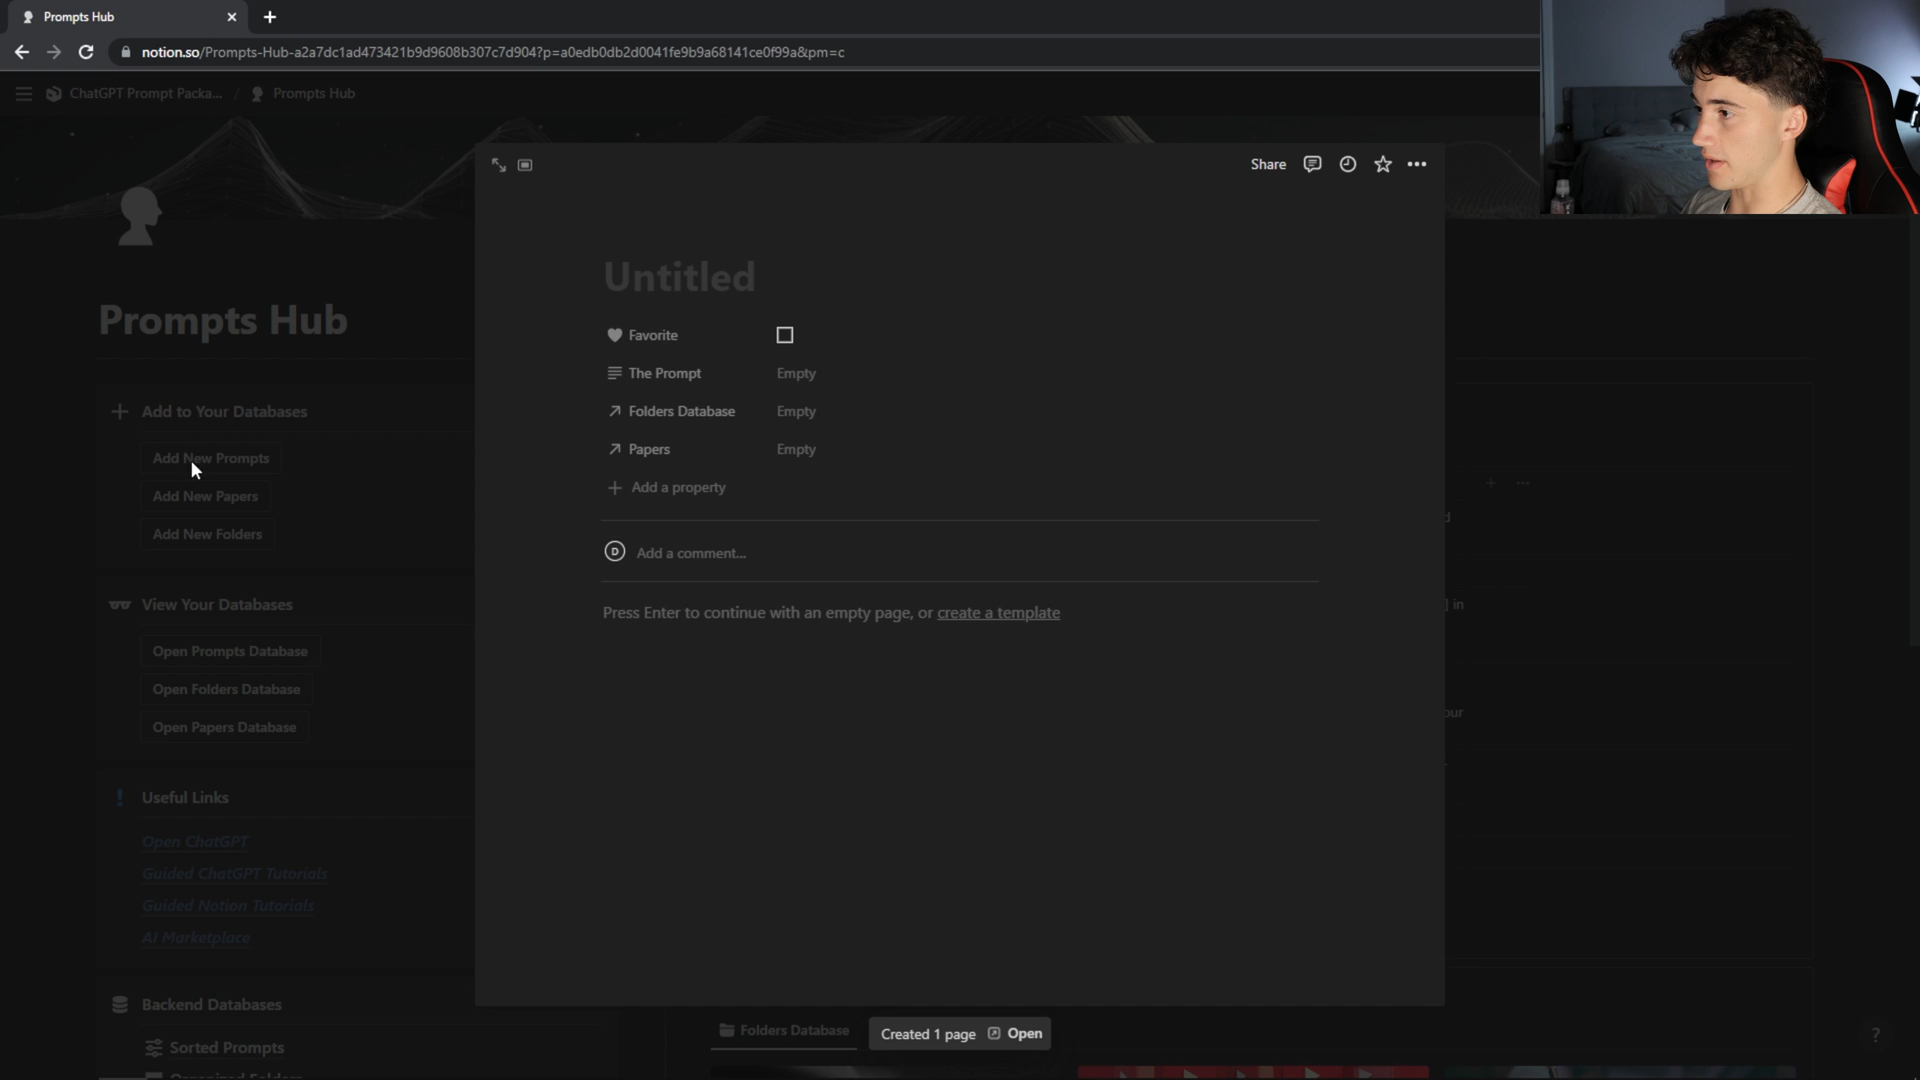 Prompts Hub
notion.so/Prompts-Hub-a2a7dc1ad473421b9d9608b307c7d904?p=a0edb0db2d0041fe9b9a68141ce0f99a&pm=c
ChatGPT Prompt Packa... / Prompts Hub
Share
Untitled
Favorite
The Prompt Empty
Folders Database Empty
Papers Empty
Add a property
D Add a comment...
Press Enter to continue with an empty page, or create a template
Prompts Hub
Add to Your Databases
Add New Prompts
Add New Papers
Add New Folders
View Your Databases
Open Prompts Database
Open Folders Database
Open Papers Database
Useful Links
Open ChatGPT
Guided ChatGPT Tutorials
Guided Notion Tutorials
AI Marketplace
Backend Databases
Sorted Prompts
] in
Folders Database
Created 1 page Open
?